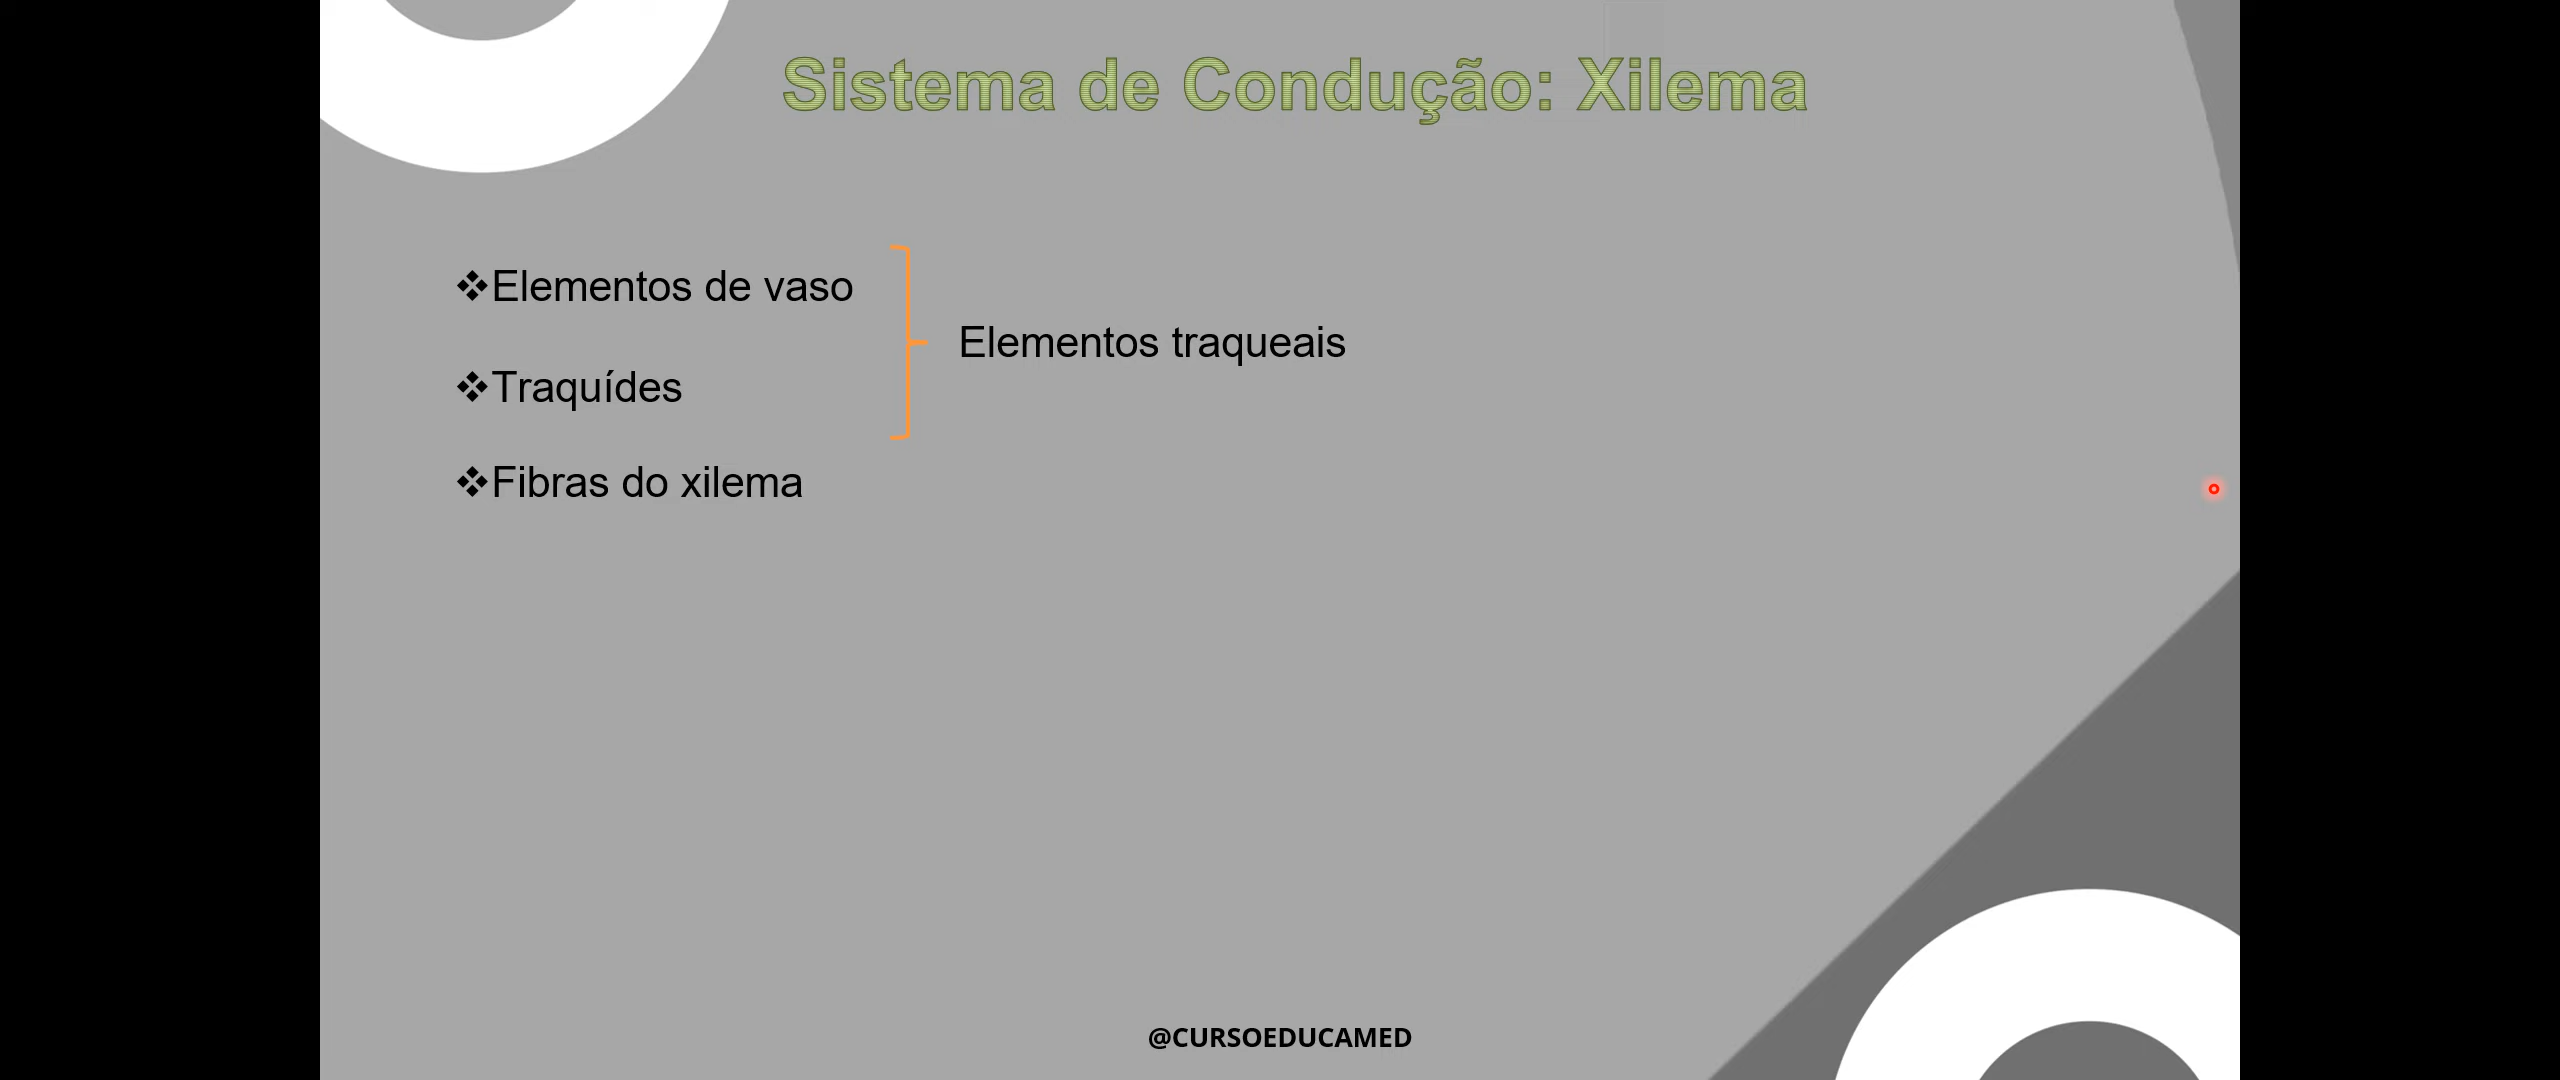 Sistema de Condução: Xilema
❖Elementos de vaso
Elementos traqueais
❖Traquídes
❖Fibras do xilema
@CURSOEDUCAMED